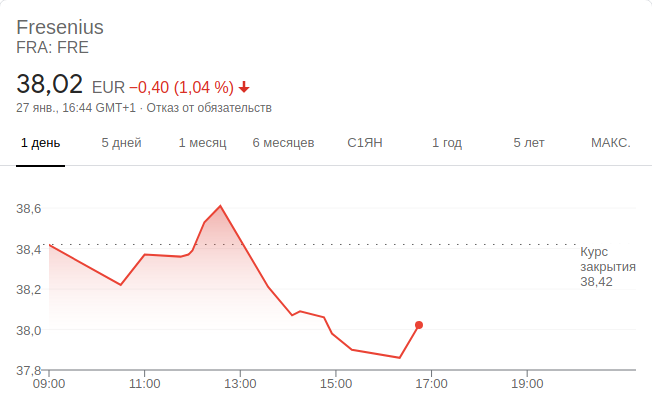 Fresenius
FRA: FRE
38,02 EUR −0,40 (1,04 %)
27 янв., 16:44 GMT+1 · Отказ от обязательств
1 день 5 дней 1 месяц 6 месяцев С1ЯН 1 год 5 лет МАКС.
38,6
38,4
38,2
38,0
37,8
Курс
закрытия
38,42
09:00 11:00 13:00 15:00 17:00 19:00